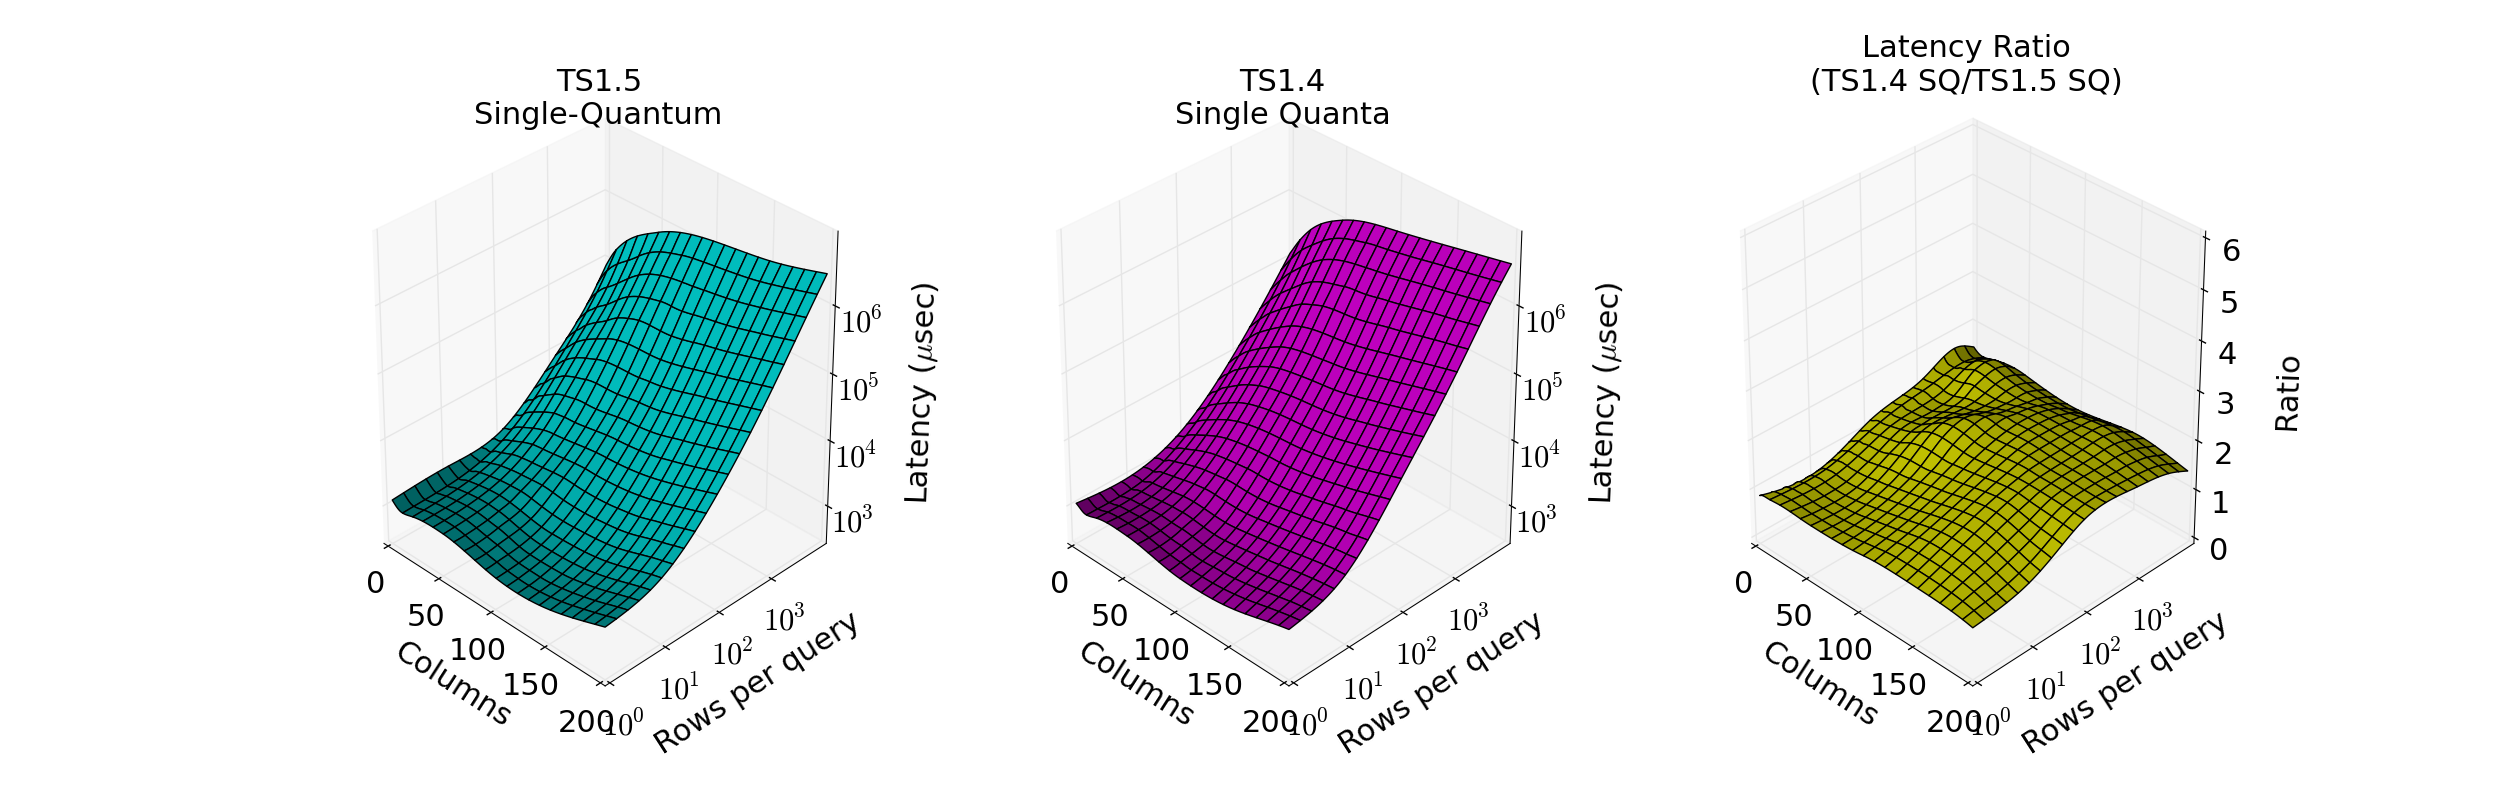 TS1.5
Single-Quantum
10^6
10^5
10^4
10^3
Latency (μsec)
0
50
100
150
200
Columns
10^0
10^1
10^2
10^3
Rows per query
TS1.4
Single Quanta
10^6
10^5
10^4
10^3
Latency (μsec)
0
50
100
150
200
Columns
10^0
10^1
10^2
10^3
Rows per query
Latency Ratio
(TS1.4 SQ/TS1.5 SQ)
6
5
4
3
2
1
0
Ratio
0
50
100
150
200
Columns
10^0
10^1
10^2
10^3
Rows per query